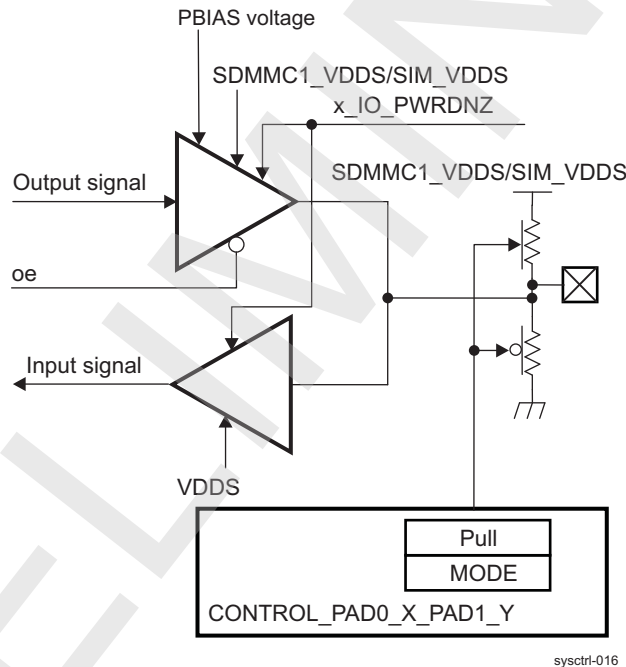 PBIAS voltage
SDMMC1_VDDS/SIM_VDDS
x_IO_PWRDNZ
SDMMC1_VDDS/SIM_VDDS
Output signal
oe
Input signal
VDDS
Pull
MODE
CONTROL_PAD0_X_PAD1_Y
sysctrl-016